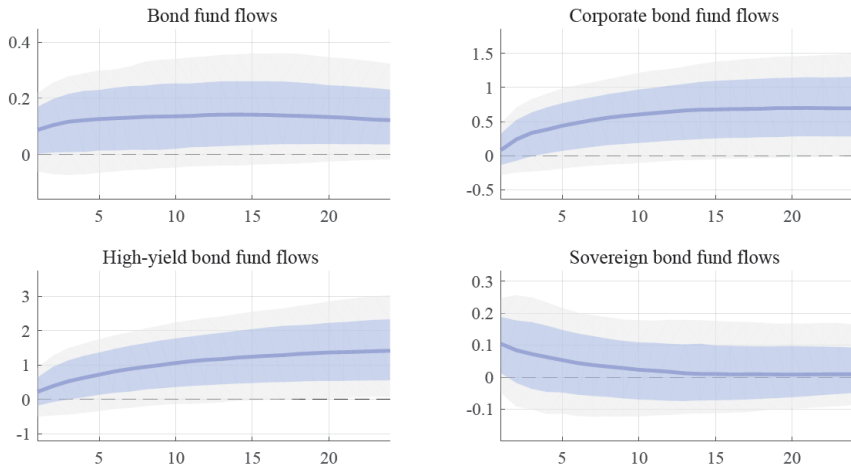 Bond fund flows
0.4
0.2
0
5 10 15 20
Corporate bond fund flows
1.5
1
0.5
0
-0.5
5 10 15 20
High-yield bond fund flows
3
2
1
0
-1
5 10 15 20
Sovereign bond fund flows
0.3
0.2
0.1
0
-0.1
5 10 15 20